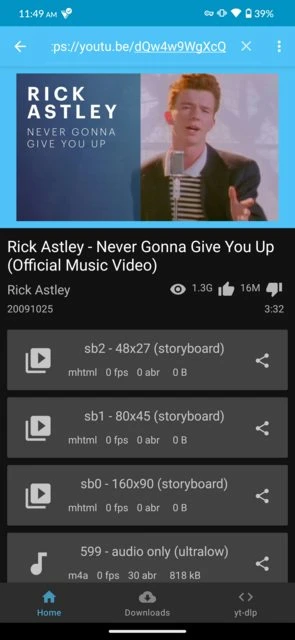 11:49 AM
39%
:ps://youtu.be/dQw4w9WgXcQ
RICK
ASTLEY
NEVER GONNA
GIVE YOU UP
Rick Astley - Never Gonna Give You Up
(Official Music Video)
Rick Astley
1.3G
16M
20091025
3:32
sb2 - 48x27 (storyboard)
mhtml 0 fps 0 abr 0 B
sb1 - 80x45 (storyboard)
mhtml 0 fps 0 abr 0 B
sb0 - 160x90 (storyboard)
mhtml 0 fps 0 abr 0 B
599 - audio only (ultralow)
m4a 0 fps 30 abr 818 kB
Home
Downloads
yt-dlp